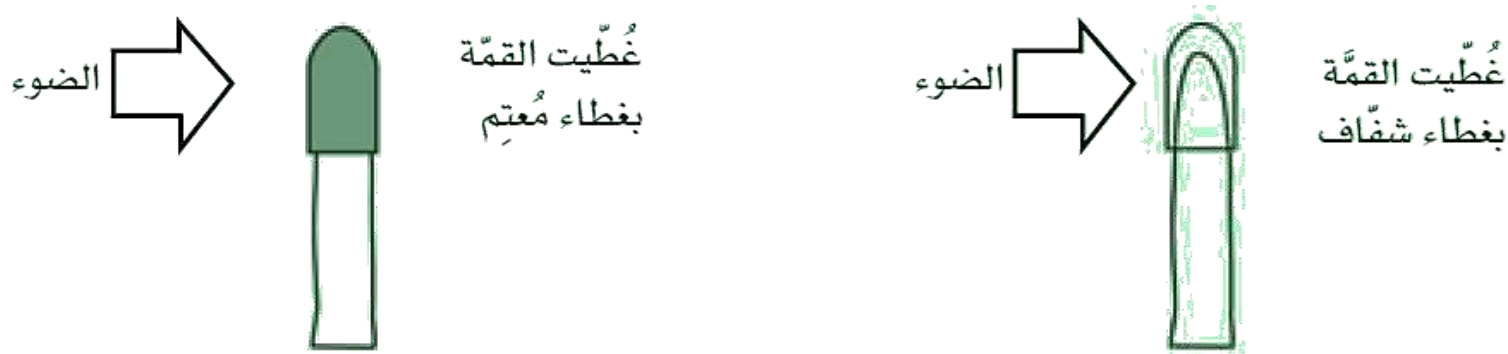 غُطّيت القمَّة
بغطاء شفّاف
الضوء
غُطّيت القمّة
بغطاء مُعتِم
الضوء